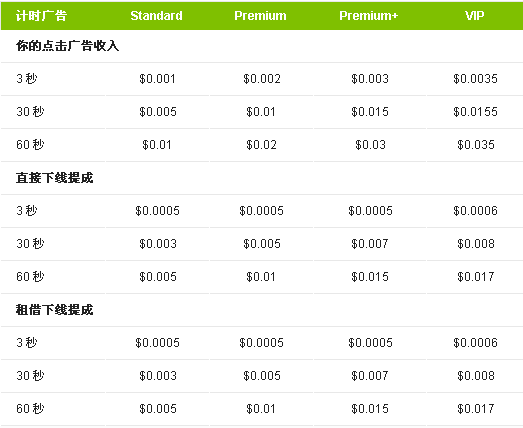 计时广告 Standard Premium Premium+ VIP
你的点击广告收入
3 秒 $0.001 $0.002 $0.003 $0.0035
30 秒 $0.005 $0.01 $0.015 $0.0155
60 秒 $0.01 $0.02 $0.03 $0.035
直接下线提成
3 秒 $0.0005 $0.0005 $0.0005 $0.0006
30 秒 $0.003 $0.005 $0.007 $0.008
60 秒 $0.005 $0.01 $0.015 $0.017
租借下线提成
3 秒 $0.0005 $0.0005 $0.0005 $0.0006
30 秒 $0.003 $0.005 $0.007 $0.008
60 秒 $0.005 $0.01 $0.015 $0.017